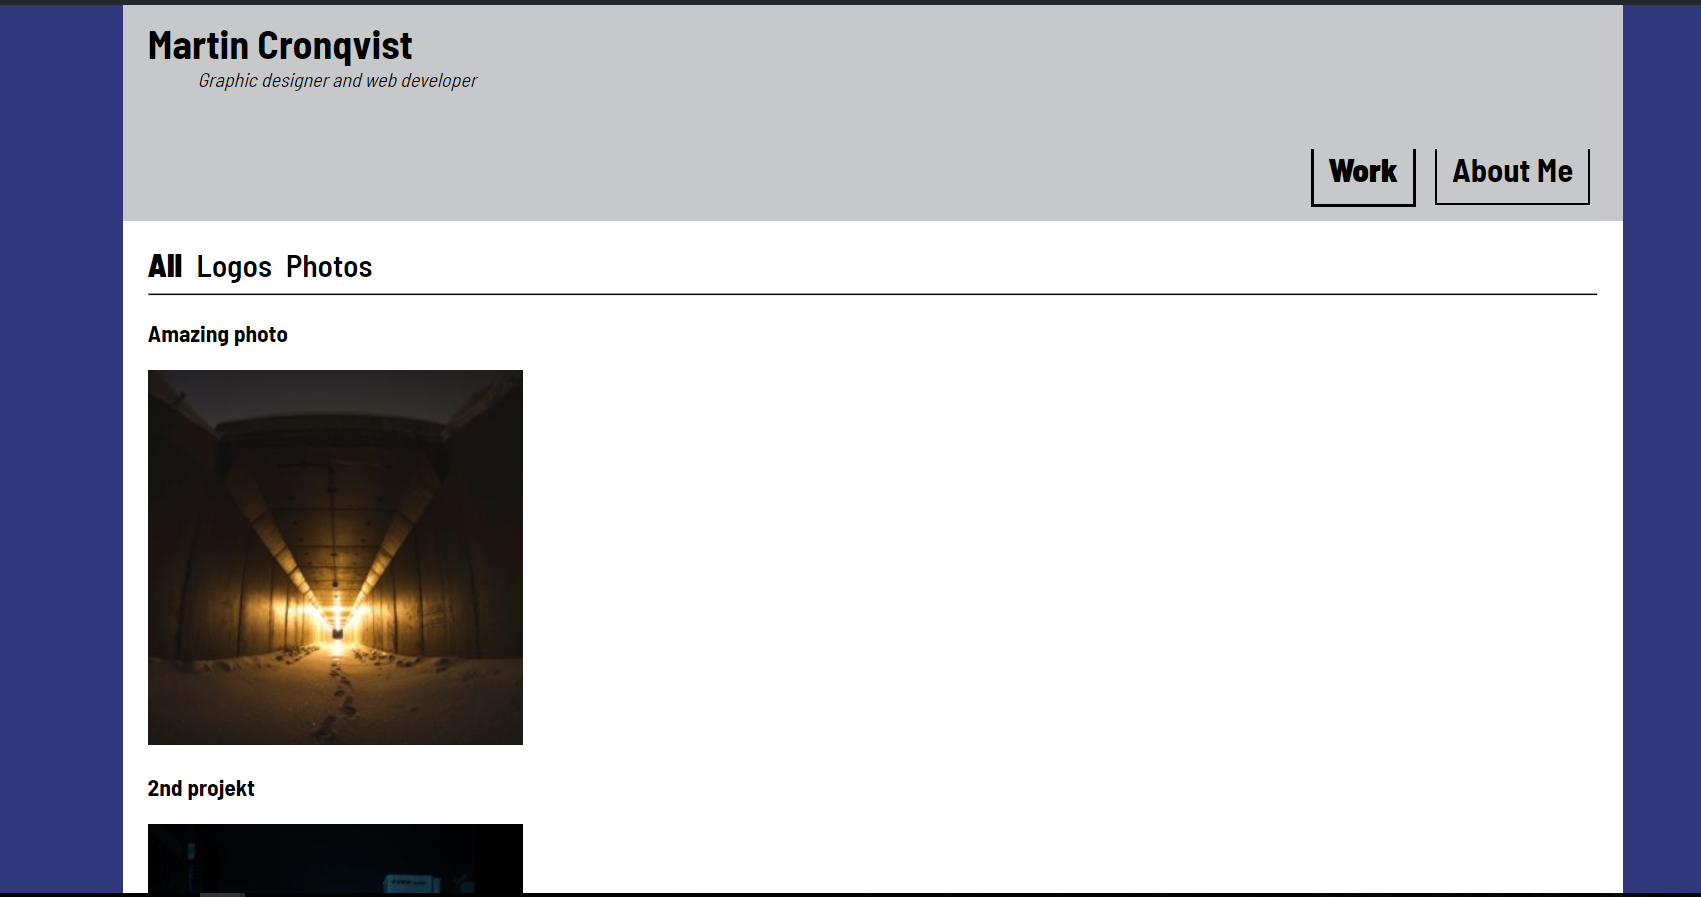 Martin Cronqvist
Graphic designer and web developer
Work About Me
All Logos Photos
Amazing photo
2nd projekt